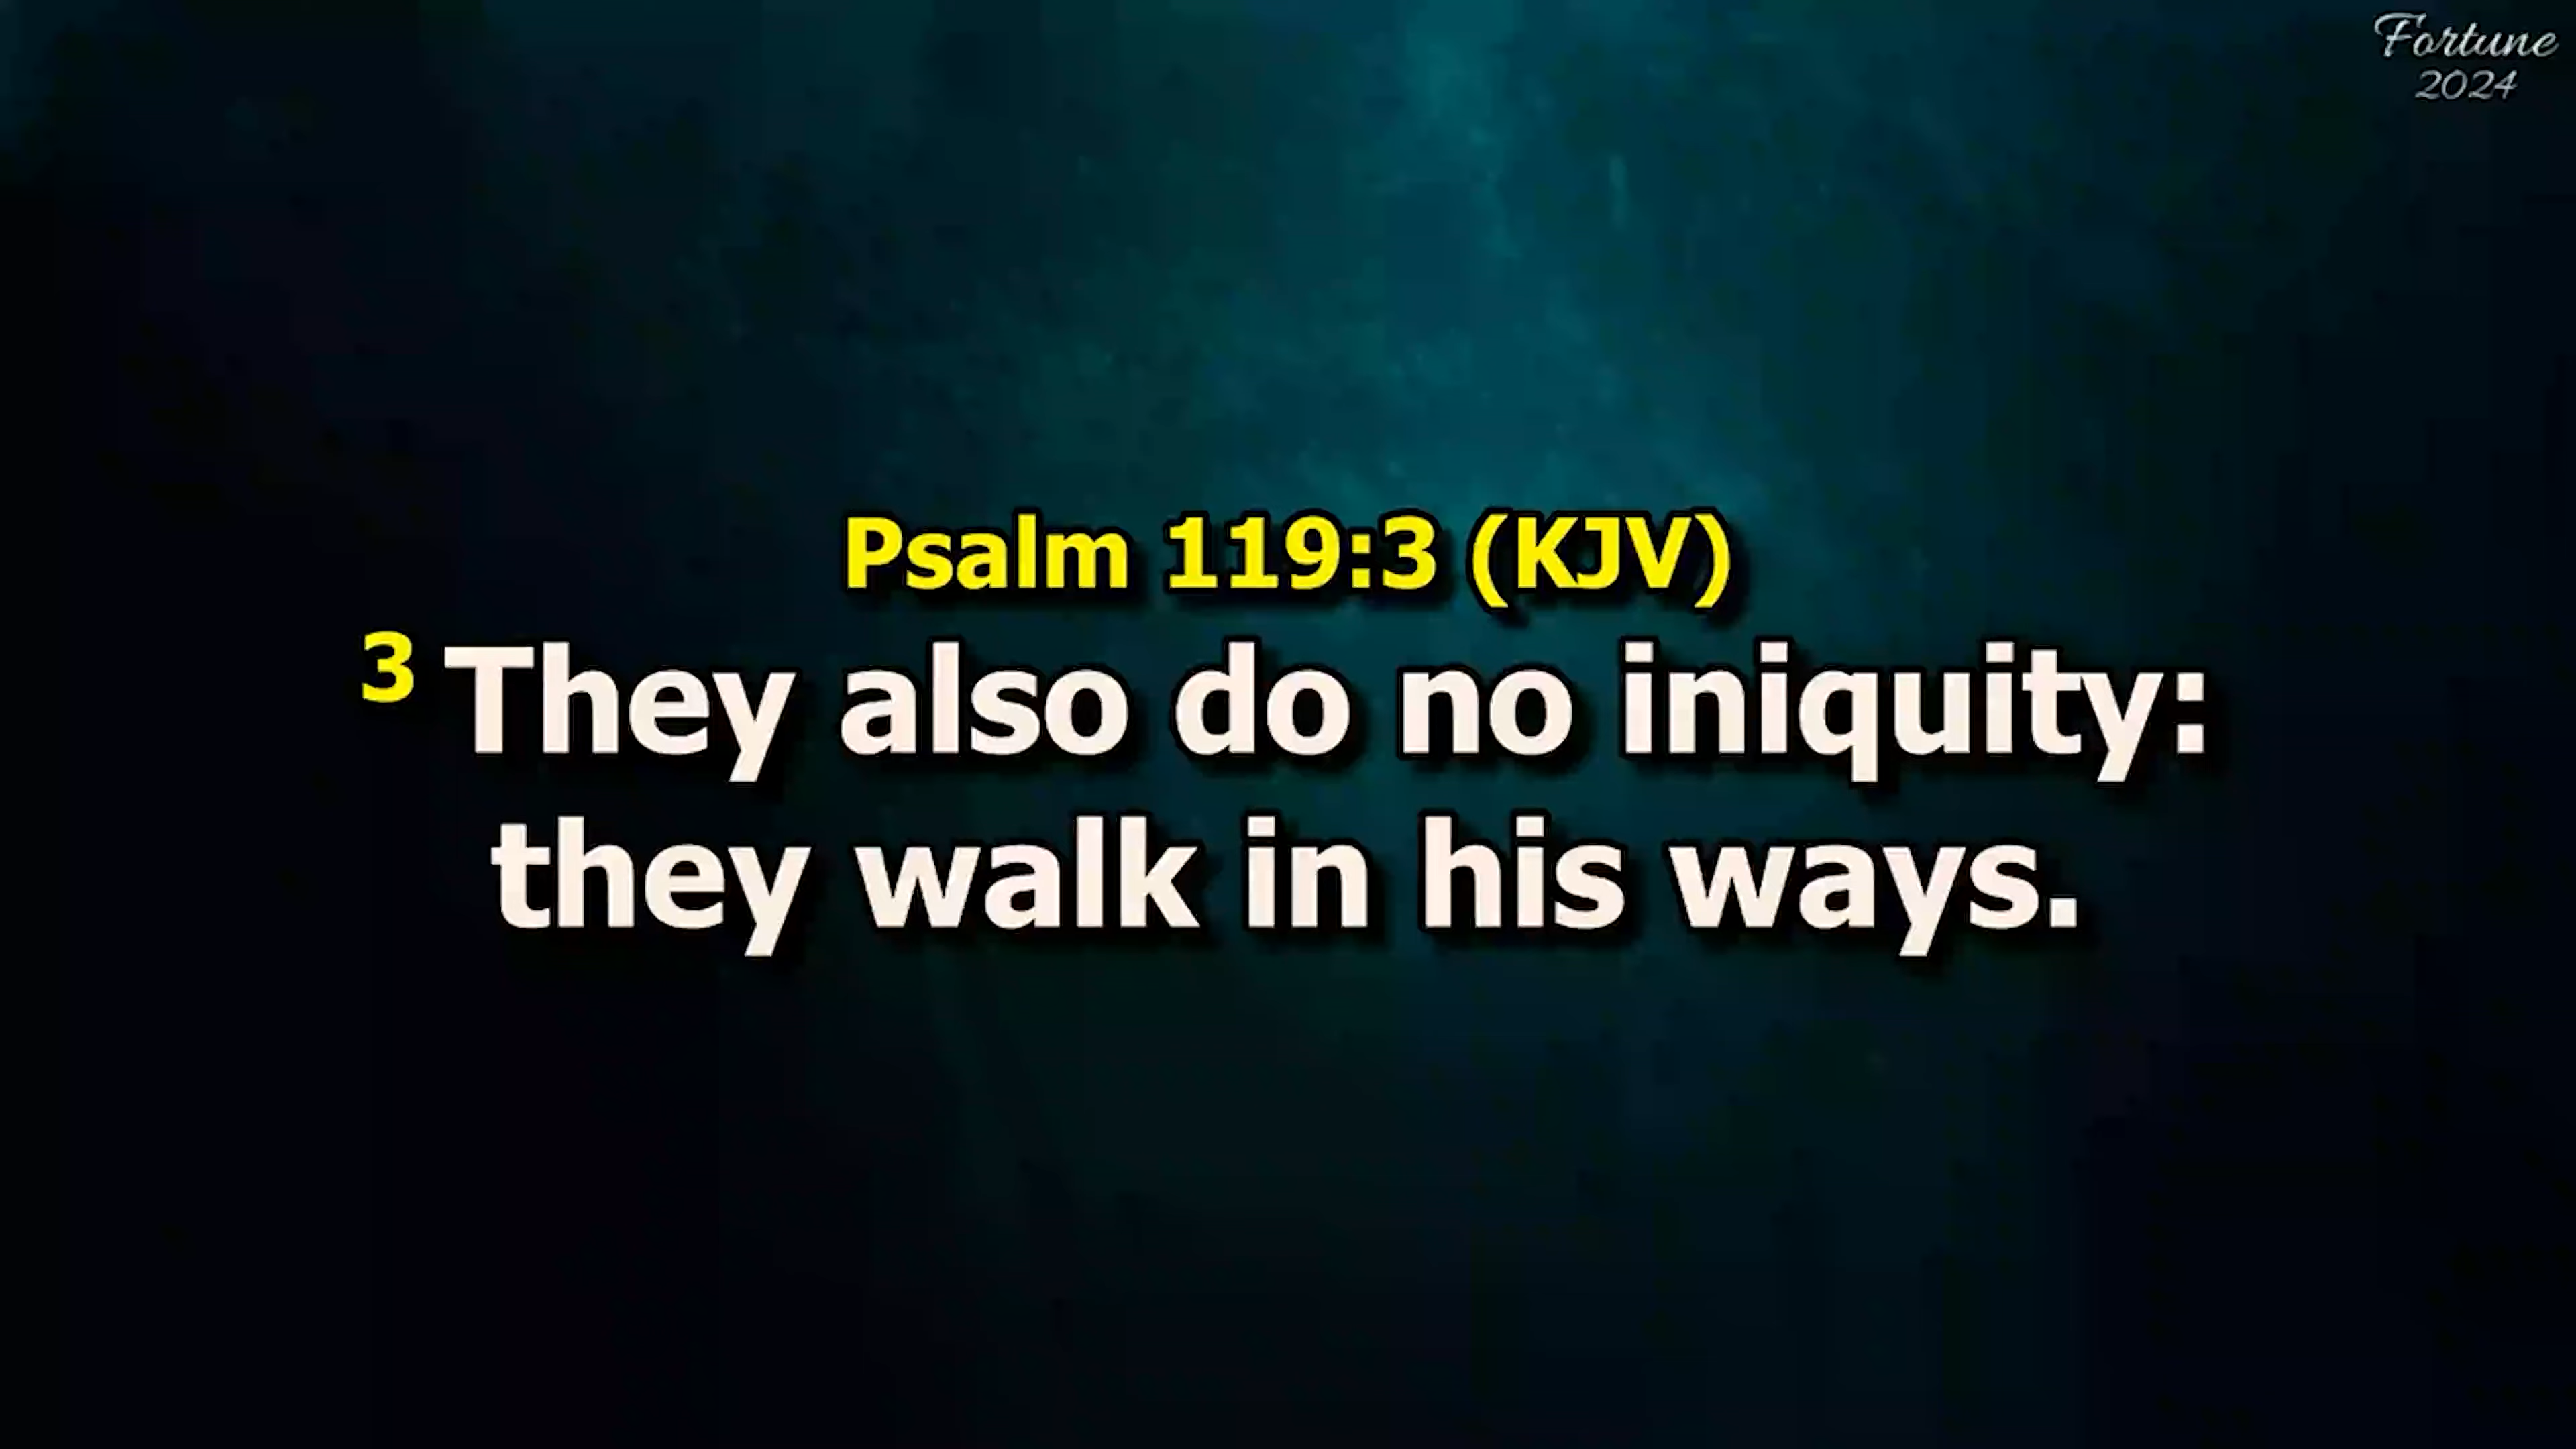 Fortune
2024
Psalm 119:3 (KJV)
3 They also do no iniquity:
they walk in his ways.